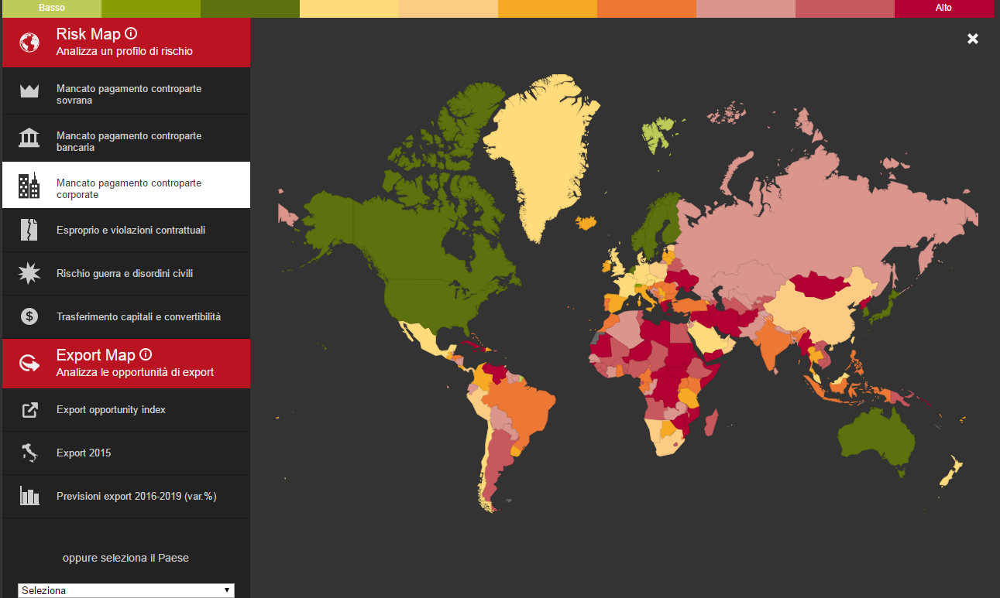 Basso
Alto
Risk Map
Analizza un profilo di rischio
Mancato pagamento controparte
sovrana
Mancato pagamento controparte
bancaria
Mancato pagamento controparte
corporate
Esproprio e violazioni contrattuali
Rischio guerra e disordini civili
Trasferimento capitali e convertibilità
Export Map
Analizza le opportunità di export
Export opportunity index
Export 2015
Previsioni export 2016-2019 (var.%)
oppure seleziona il Paese
Seleziona